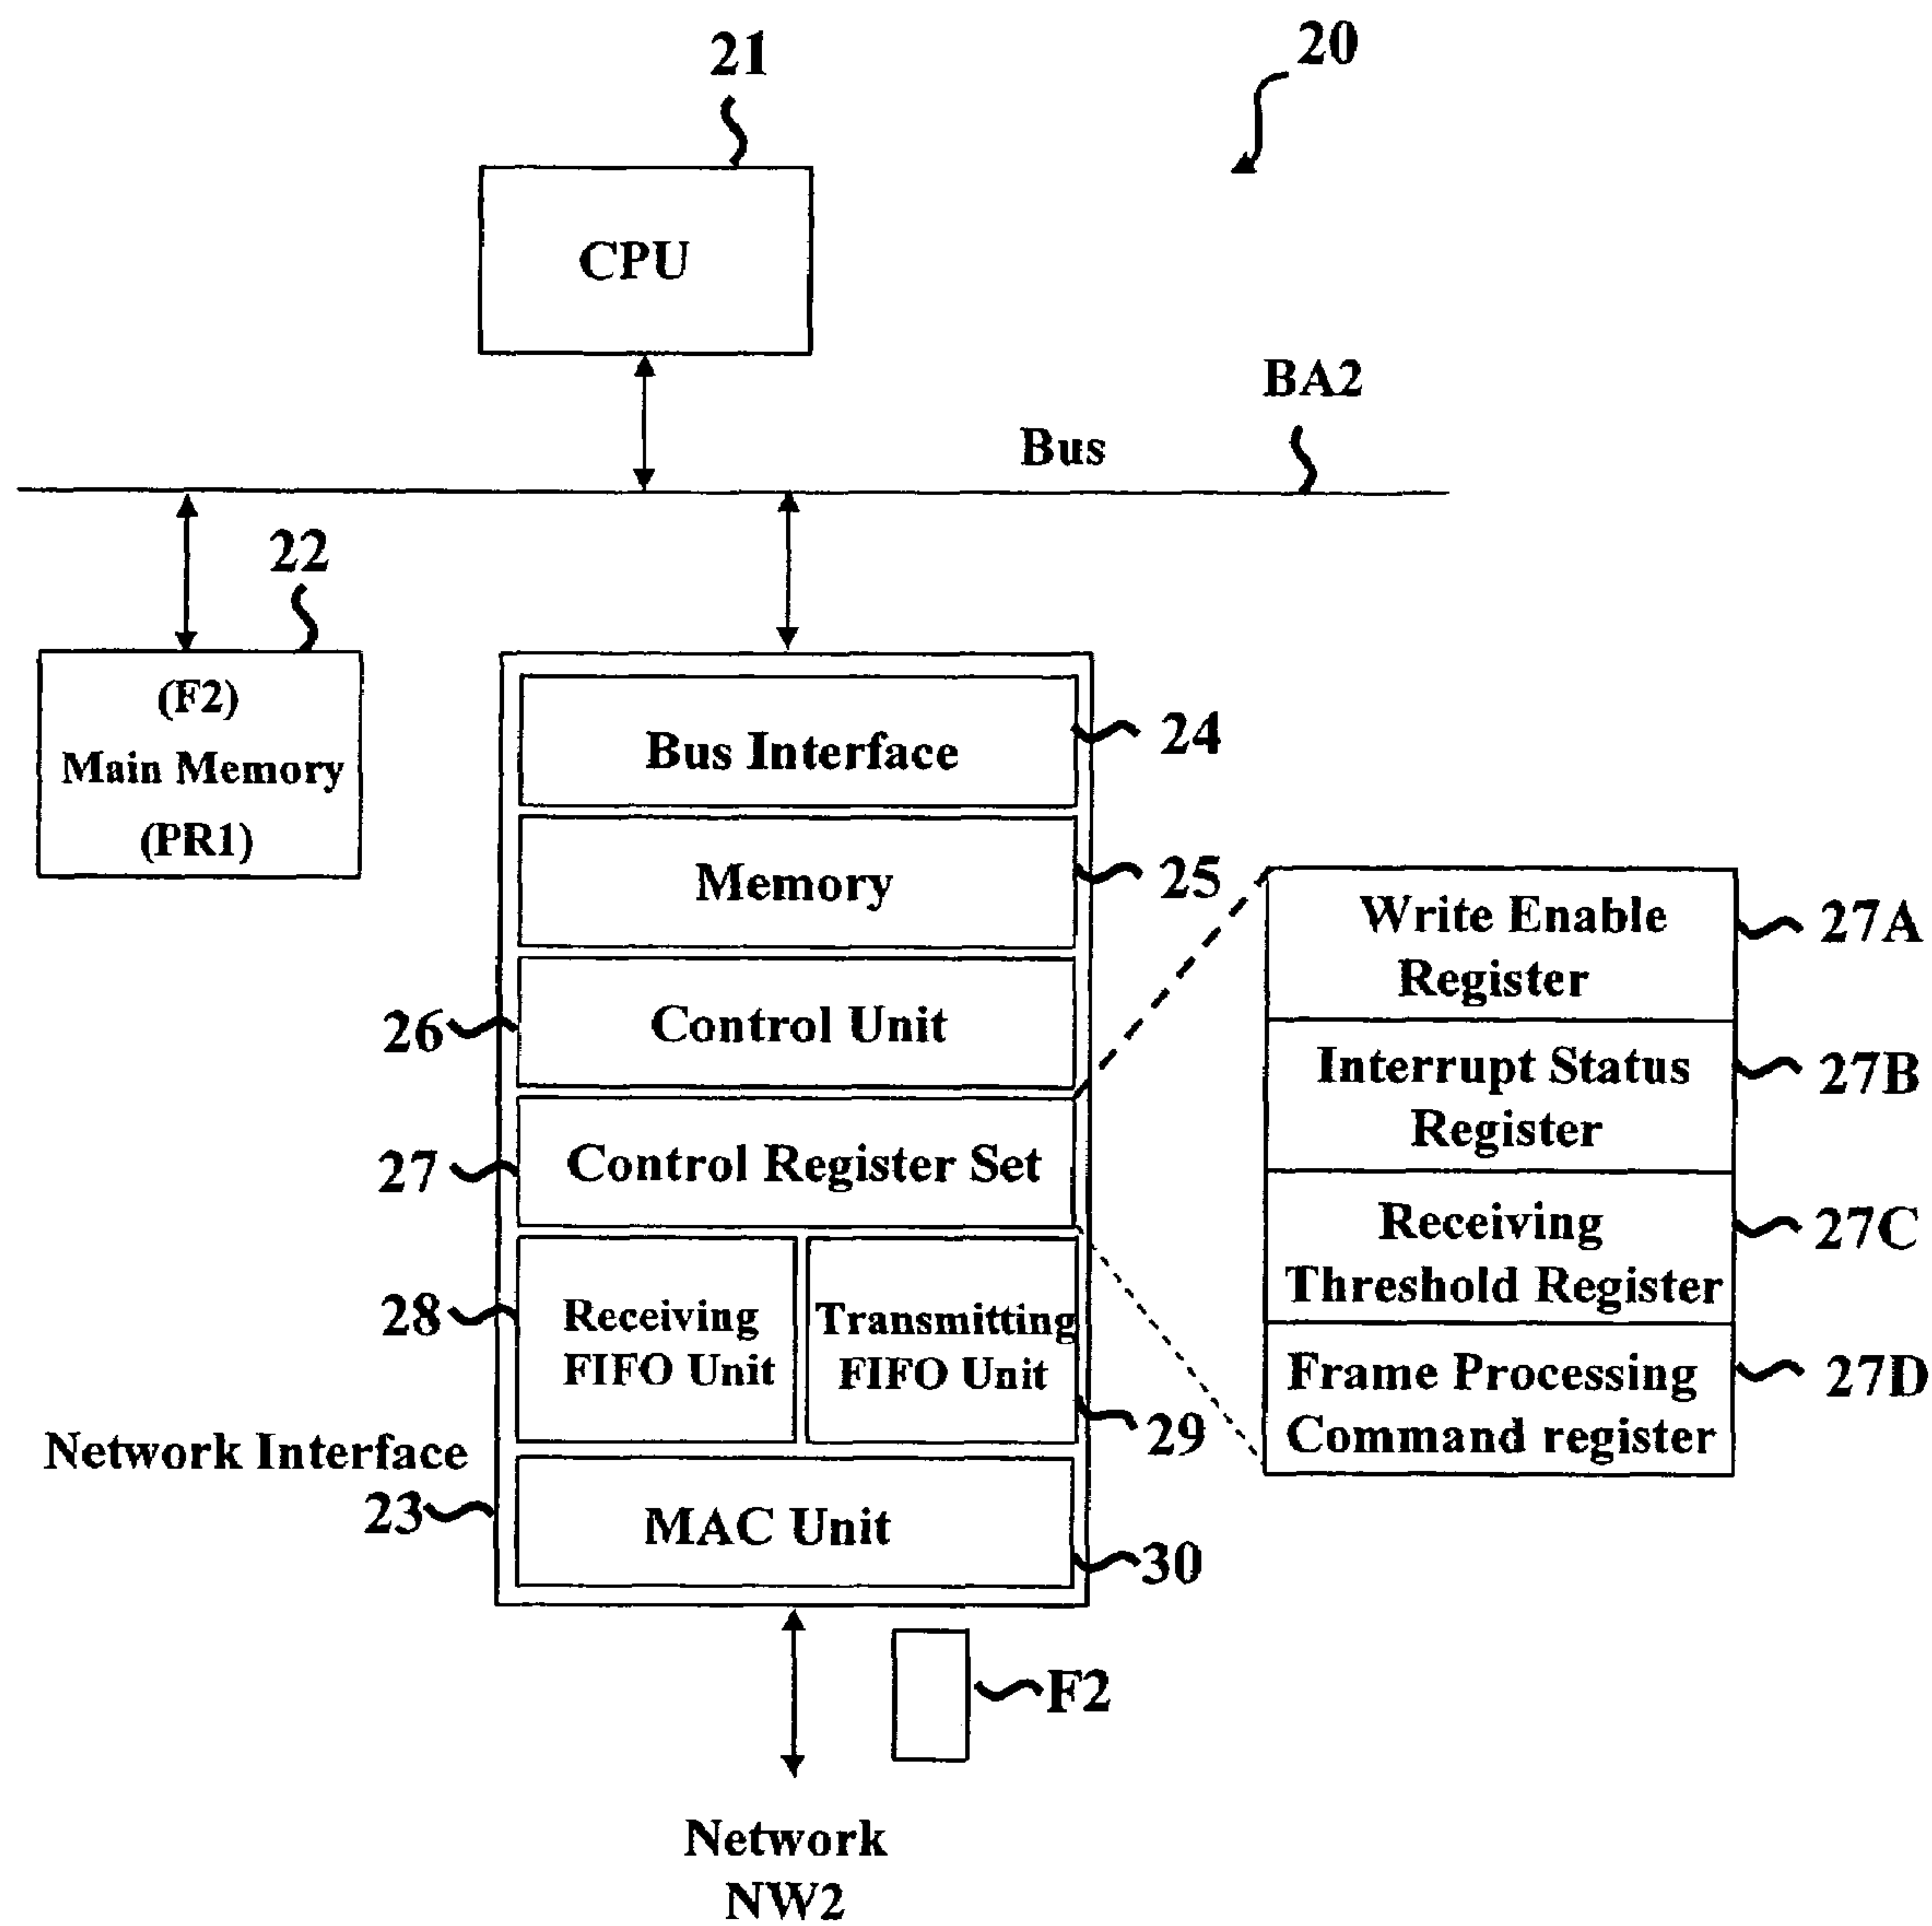 21
20
CPU
BA2
Bus
22
(F2)
Main Memory
(PR1)
Bus Interface
24
Memory
25
Control Unit
26
Control Register Set
27
Receiving
FIFO Unit
28
Transmitting
FIFO Unit
29
Network Interface
23
MAC Unit
30
Write Enable
Register
27A
Interrupt Status
Register
27B
Receiving
Threshold Register
27C
Frame Processing
Command register
27D
F2
Network
NW2